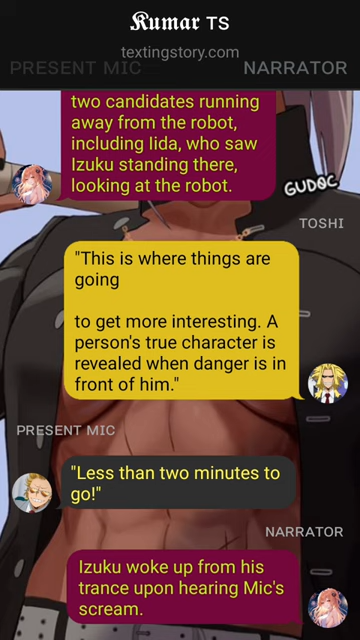 Kumar TS
textingstory.com
PRESENT MIC
NARRATOR
two candidates running
away from the robot,
including Iida, who saw
Izuku standing there,
looking at the robot.
GUDOC
TOSHI
"This is where things are
going
to get more interesting. A
person's true character is
revealed when danger is in
front of him."
PRESENT MIC
"Less than two minutes to
go!"
NARRATOR
Izuku woke up from his
trance upon hearing Mic's
scream.